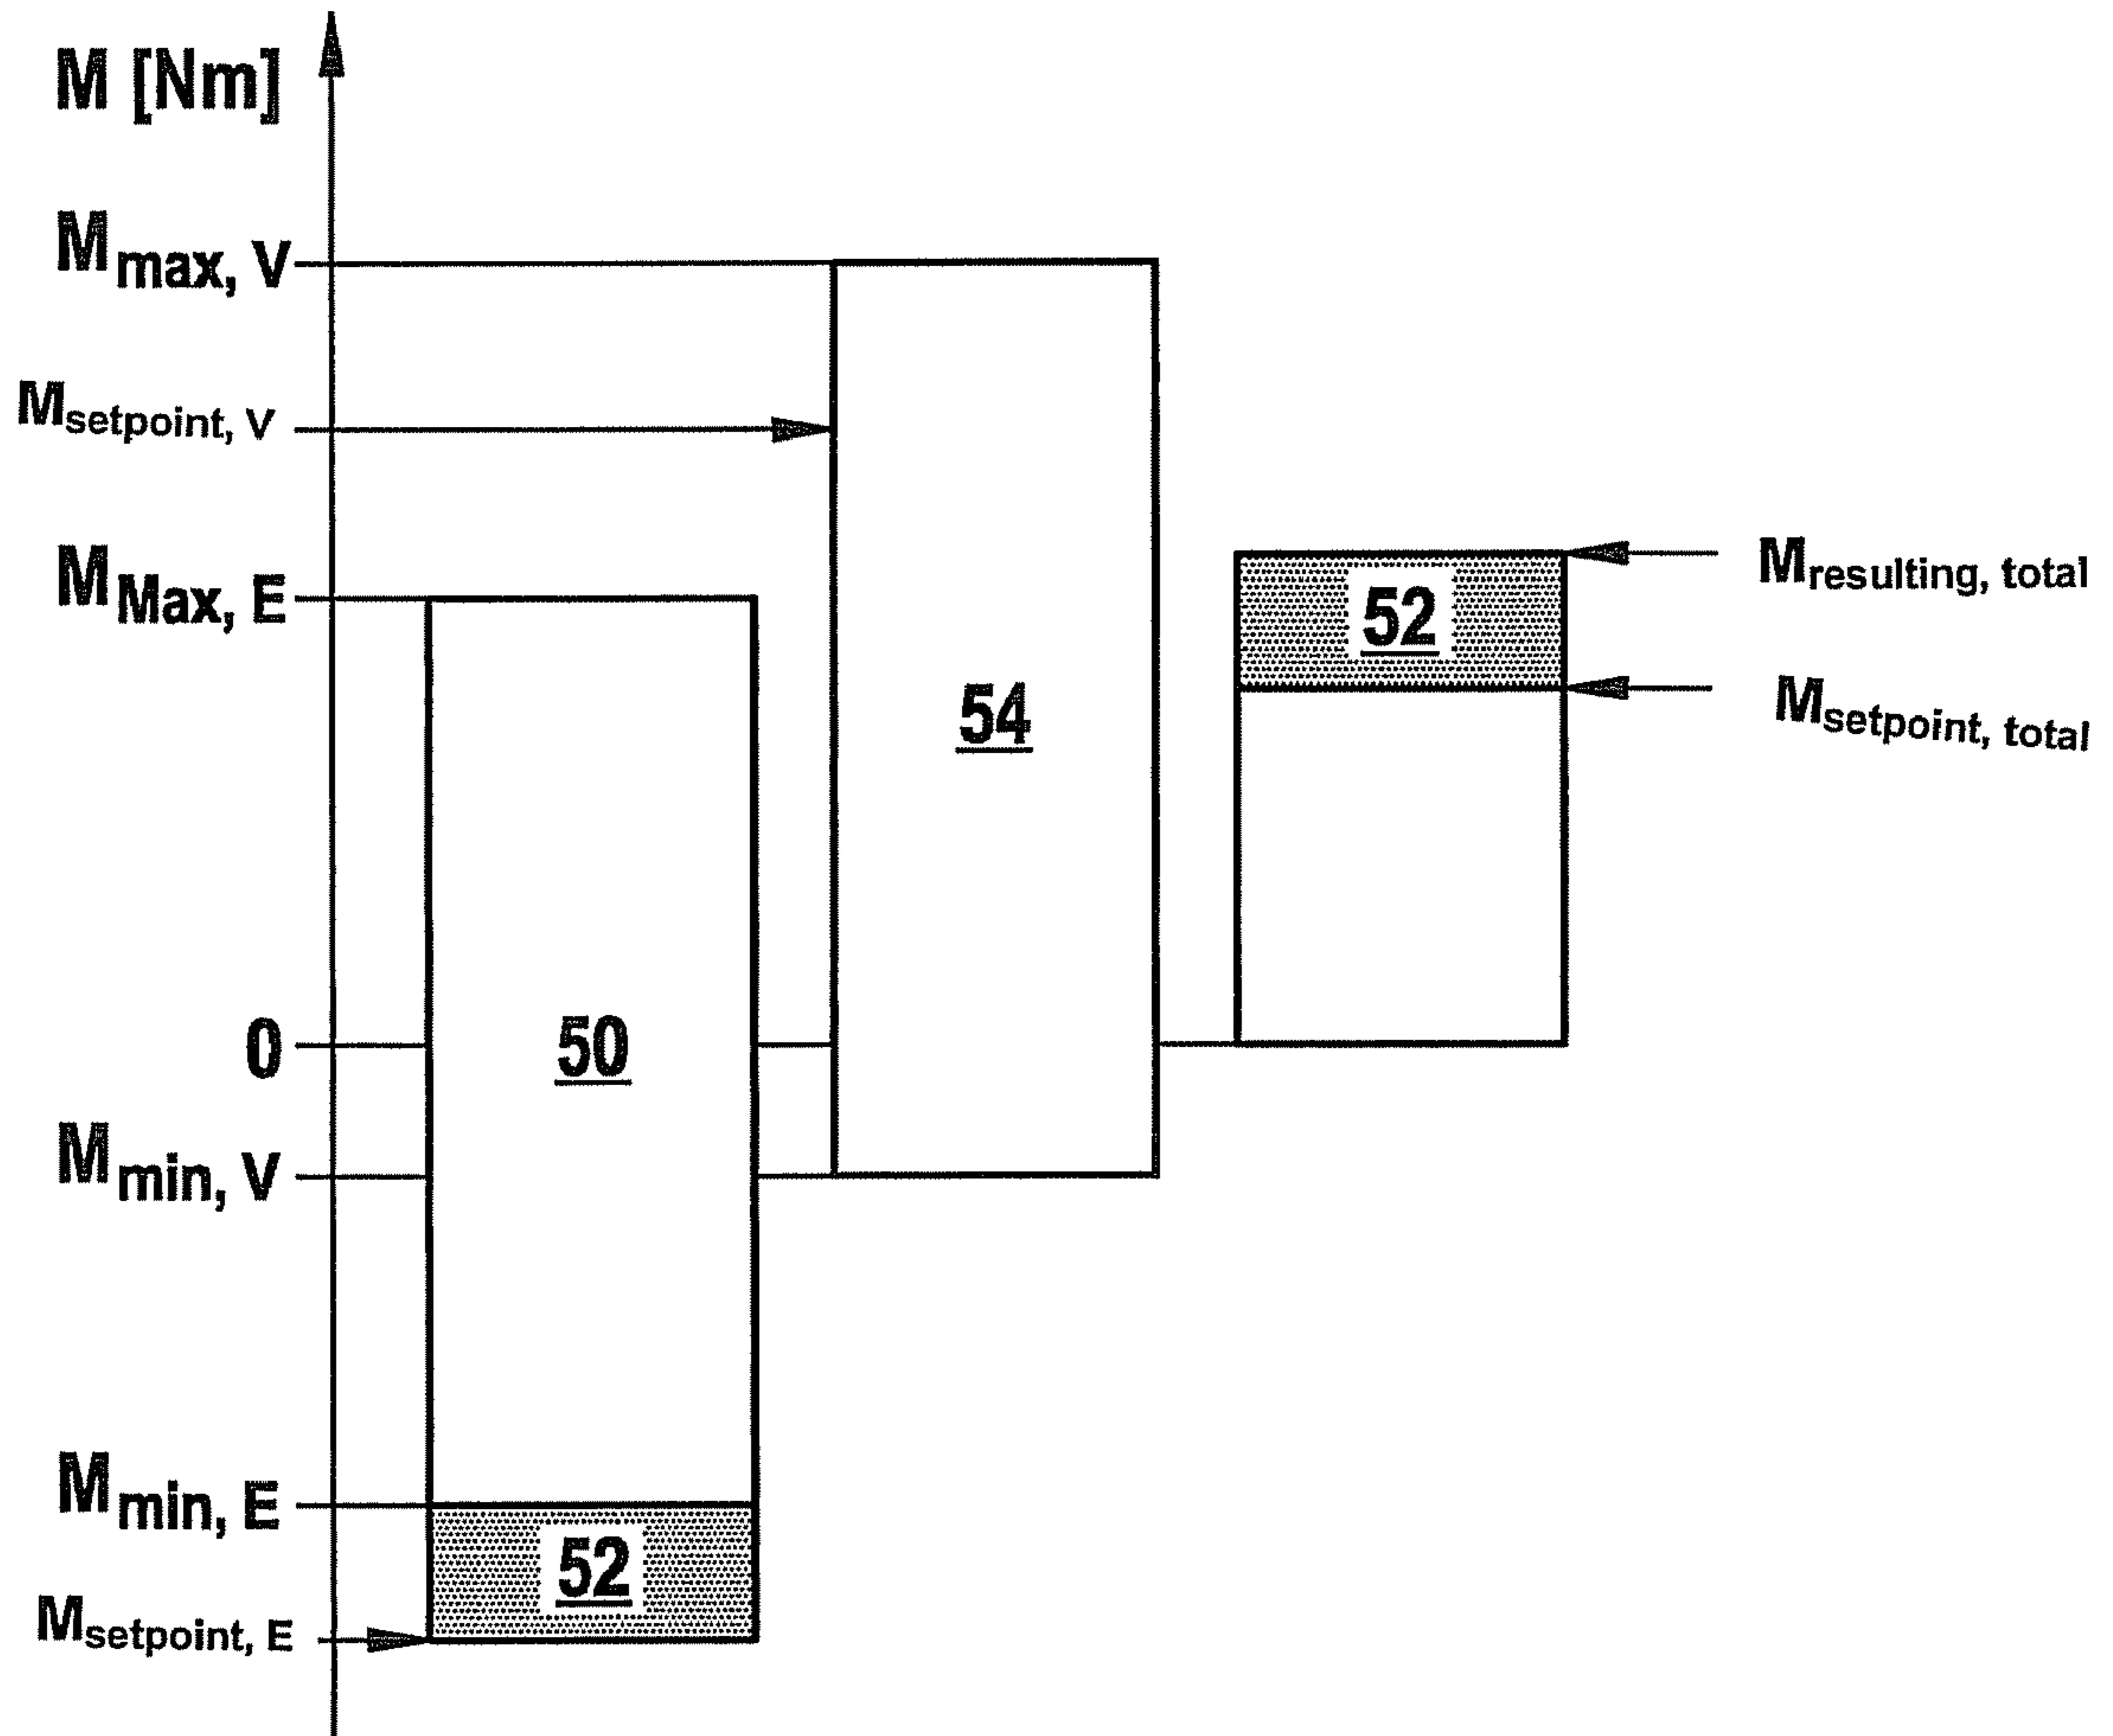 M [Nm]
Mmax, V
Msetpoint, V
MMax, E
Mresulting, total
52
Msetpoint, total
54
0
50
Mmin, V
Mmin, E
52
Msetpoint, E